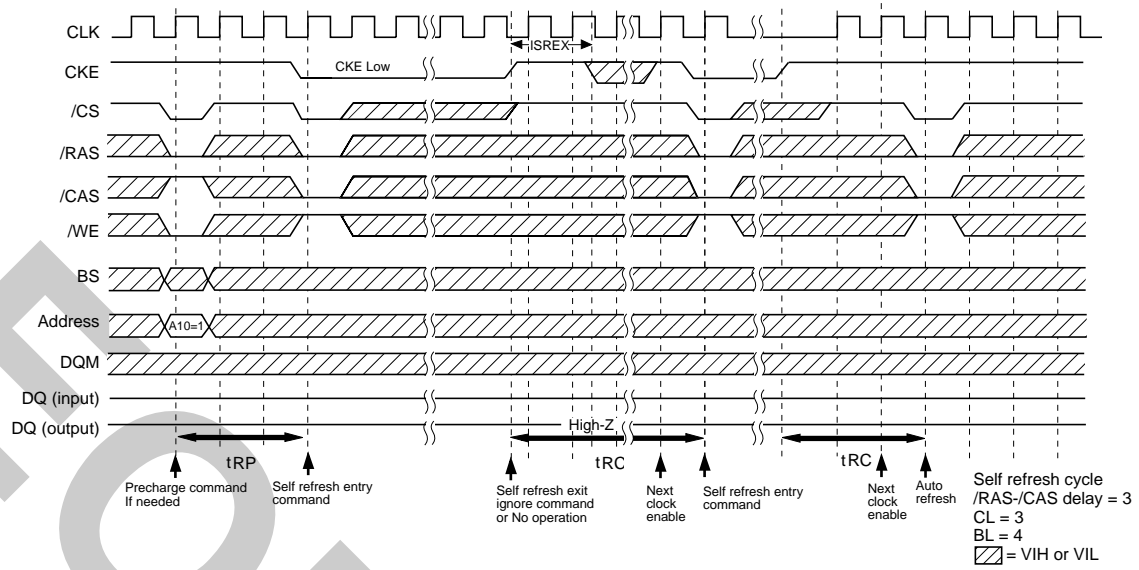 CLK
lSREX
CKE
CKE Low
/CS
/RAS
/CAS
/WE
BS
Address
A10=1
DQM
DQ (input)
DQ (output)
High-Z
tRP
tRC
tRC
Precharge command
If needed
Self refresh entry
command
Self refresh exit
ignore command
or No operation
Next
clock
enable
Self refresh entry
command
Next
clock
enable
Auto
refresh
Self refresh cycle
/RAS-/CAS delay = 3
CL = 3
BL = 4
= VIH or VIL